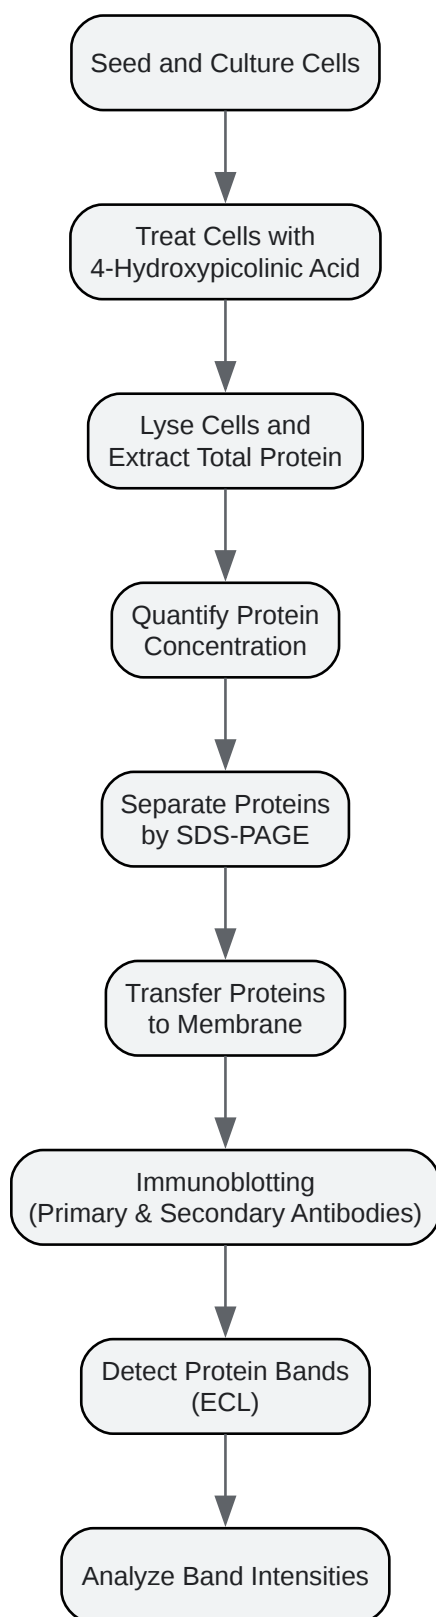 Seed and Culture Cells
Treat Cells with
4-Hydroxypicolinic Acid
Lyse Cells and
Extract Total Protein
Quantify Protein
Concentration
Separate Proteins
by SDS-PAGE
Transfer Proteins
to Membrane
Immunoblotting
(Primary & Secondary Antibodies)
Detect Protein Bands
(ECL)
Analyze Band Intensities